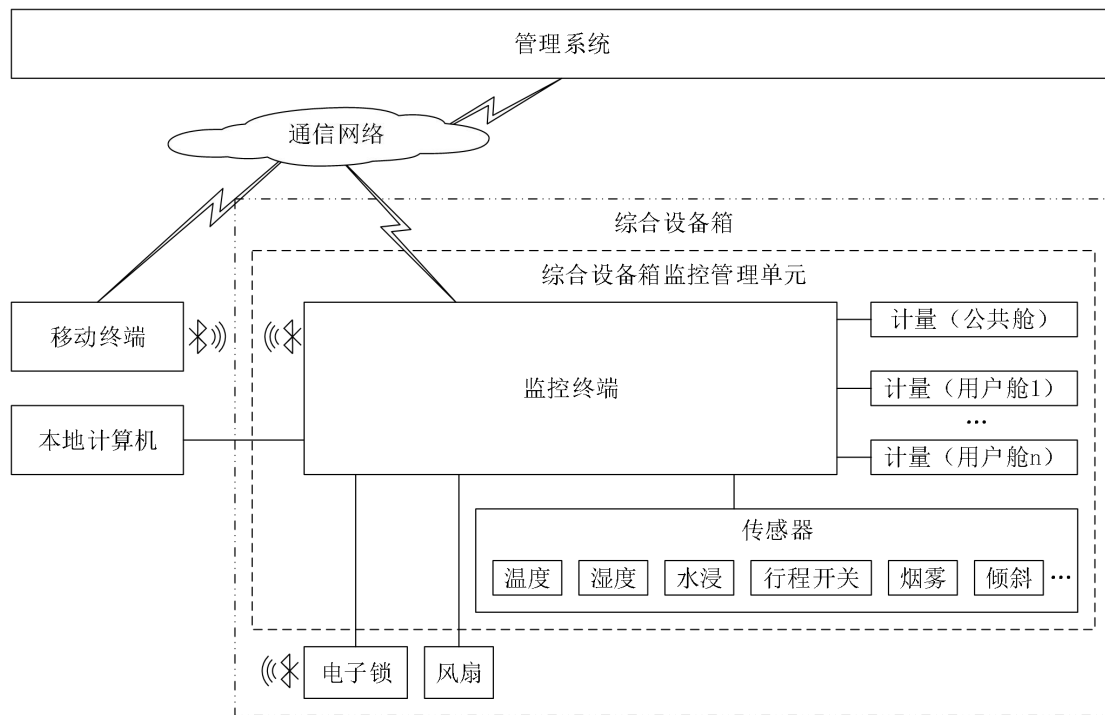 管理系统
通信网络
综合设备箱
综合设备箱监控管理单元
移动终端
计量（公共舱）
监控终端
计量（用户舱1）
…
本地计算机
计量（用户舱n）
传感器
温度 湿度 水浸 行程开关 烟雾 倾斜 …
电子锁 风扇